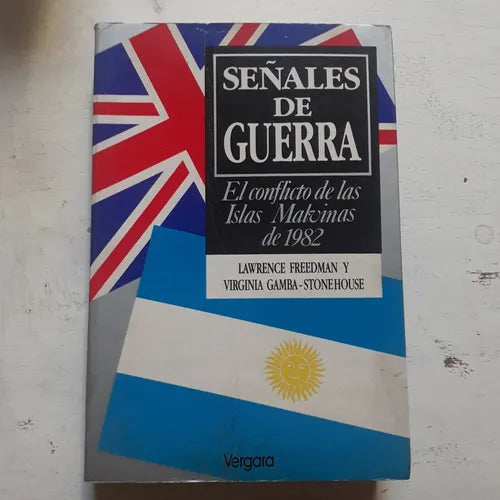 SEÑALES
DE
GUERRA
El conflicto de las
Islas Malvinas
de 1982
LAWRENCE FREEDMAN Y
VIRGINIA GAMBA-STONEHOUSE
Vergara